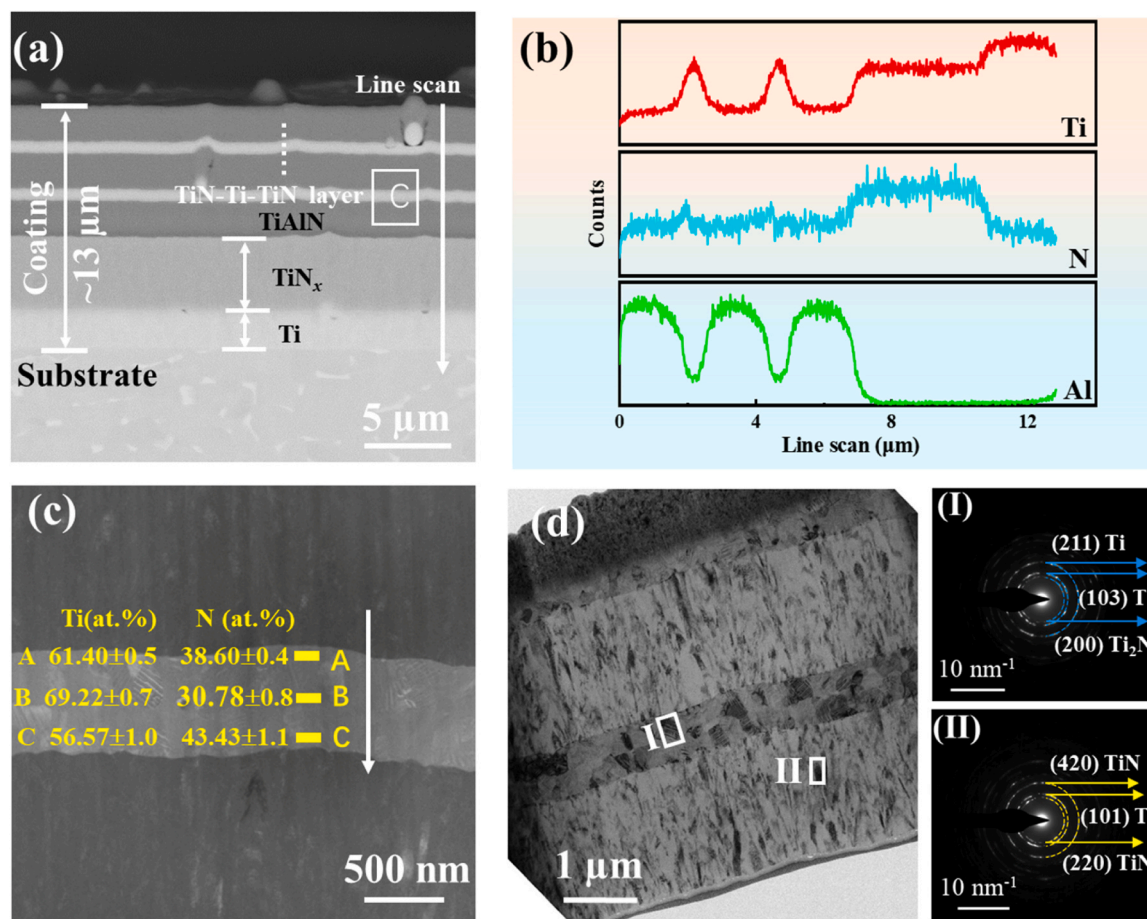 (a)
Line scan
Coating
~13 μm
TiN-Ti-TiN layer
C
TiAlN
TiNx
Ti
Substrate
5 μm
(b)
Ti
N
Al
Counts
0 4 8 12
Line scan (μm)
(c)
Ti(at.%) N (at.%)
A 61.40±0.5 38.60±0.4 A
B 69.22±0.7 30.78±0.8 B
C 56.57±1.0 43.43±1.1 C
500 nm
(d)
I
II
1 μm
(I)
(211) Ti
(103) T
(200) Ti₂N
10 nm⁻¹
(II)
(420) TiN
(101) T
(220) TiN
10 nm⁻¹